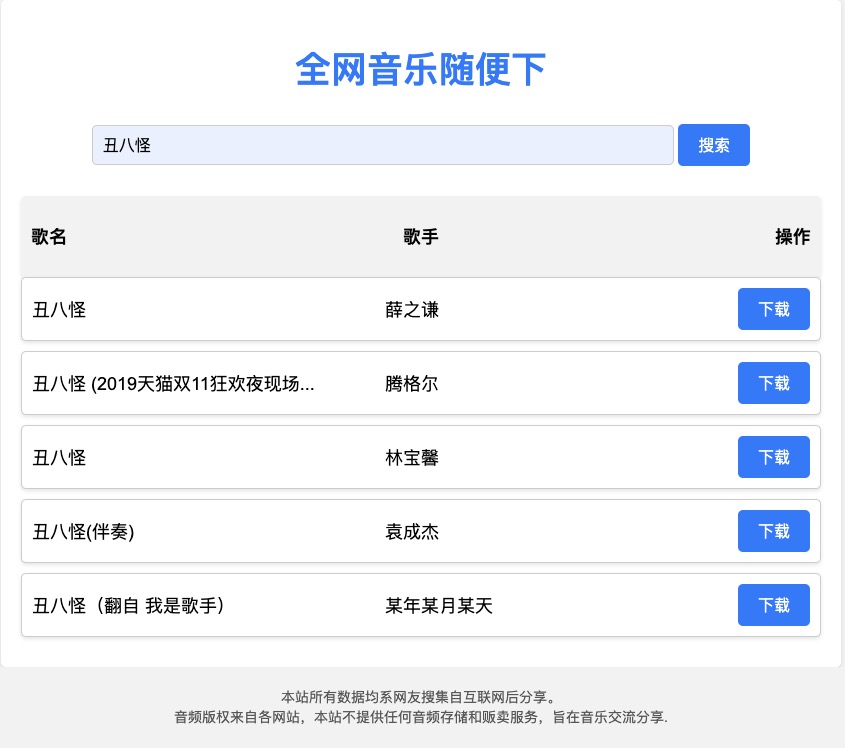 全网音乐随便下
丑八怪 搜索
歌名 歌手 操作
丑八怪 薛之谦 下载
丑八怪 (2019天猫双11狂欢夜现场... 腾格尔 下载
丑八怪 林宝馨 下载
丑八怪(伴奏) 袁成杰 下载
丑八怪（翻自 我是歌手） 某年某月某天 下载
本站所有数据均系网友搜集自互联网后分享。
音频版权来自各网站，本站不提供任何音频存储和贩卖服务，旨在音乐交流分享.